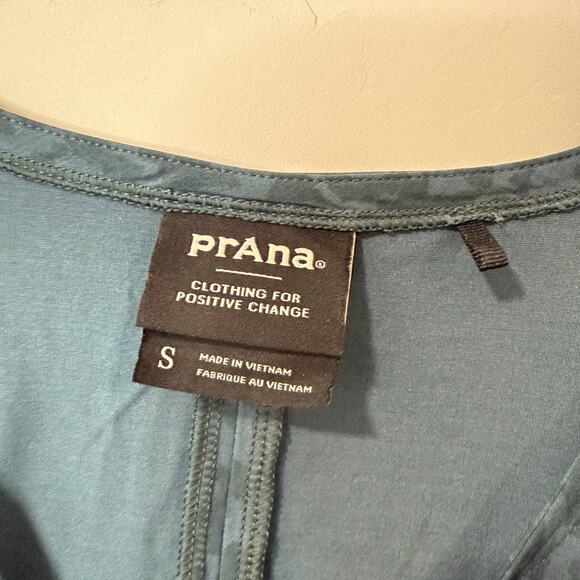 prAna®
CLOTHING FOR
POSITIVE CHANGE
S
MADE IN VIETNAM
FABRIQUE AU VIETNAM